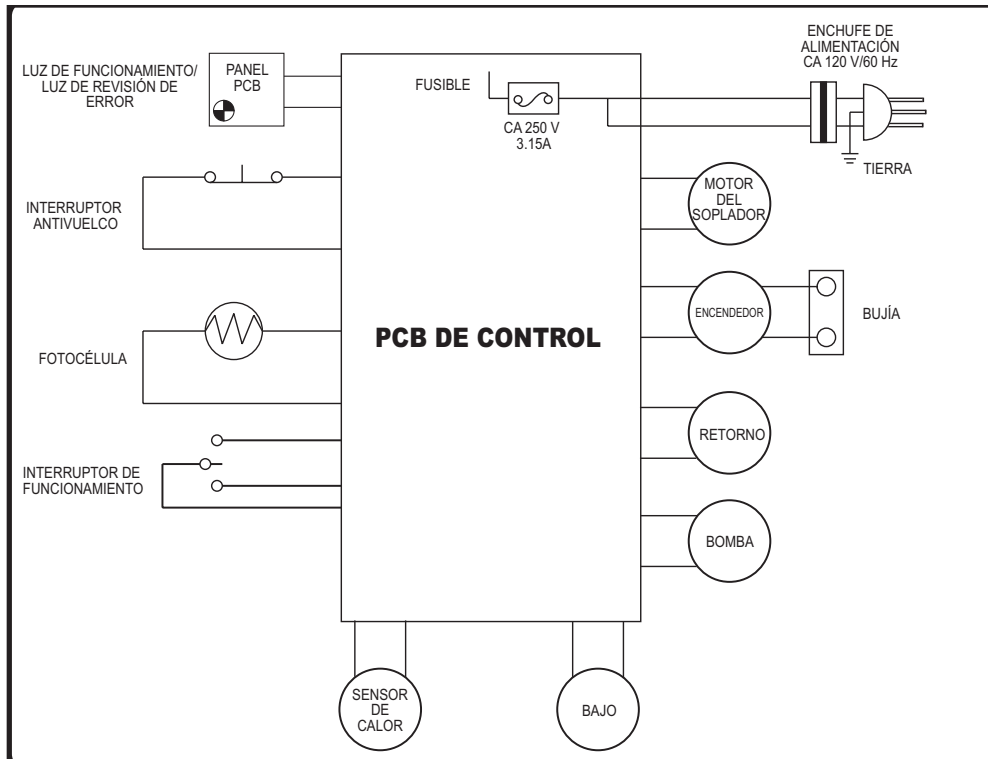 ENCHUFE DE
ALIMENTACIÓN
CA 120 V/60 Hz
LUZ DE FUNCIONAMIENTO/
LUZ DE REVISIÓN DE
ERROR
PANEL
PCB
FUSIBLE
CA 250 V
3.15A
TIERRA
INTERRUPTOR
ANTIVUELCO
MOTOR
DEL
SOPLADOR
FOTOCÉLULA
PCB DE CONTROL
ENCENDEDOR
BUJÍA
INTERRUPTOR DE
FUNCIONAMIENTO
RETORNO
BOMBA
SENSOR
DE
CALOR
BAJO